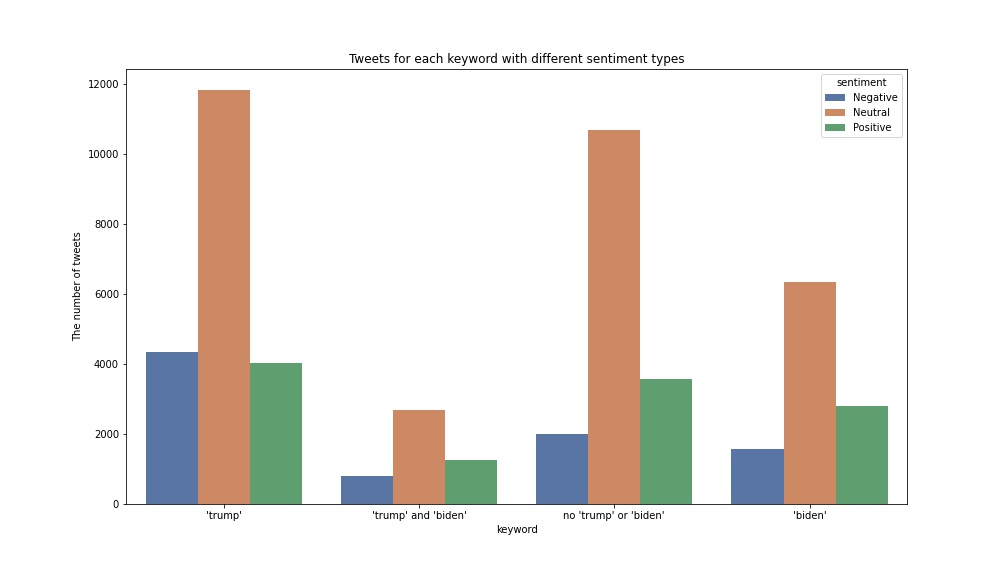 Tweets for each keyword with different sentiment types
sentiment
Negative
Neutral
Positive
The number of tweets
12000
10000
8000
6000
4000
2000
0
'trump'
'trump' and 'biden'
no 'trump' or 'biden'
'biden'
keyword